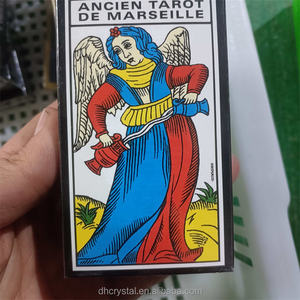 ANCIEN TAROT
DE MARSEILLE
dhcrystal.en.alibaba.com